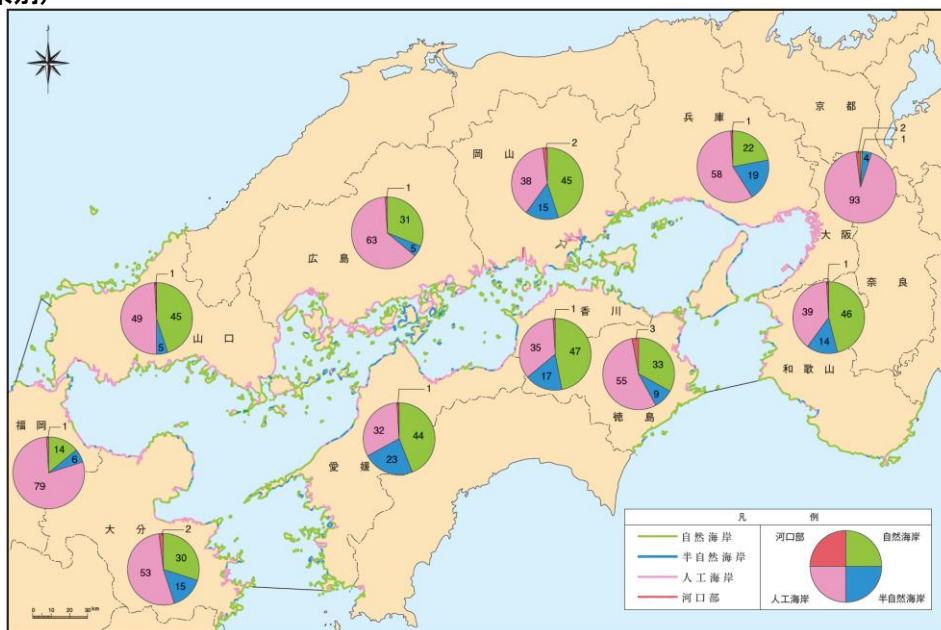 京都
兵庫
岡山
広島
山口
福岡
大分
愛媛
香川
徳島
大阪
奈良
和歌山
2
1
4
93
1
22
19
58
2
45
15
38
1
31
5
63
1
45
5
49
1
14
6
79
2
30
15
53
1
44
23
32
1
47
17
35
3
33
9
55
1
46
14
39
凡例
自然海岸
半自然海岸
人工海岸
河口部
河口部
自然海岸
人工海岸
半自然海岸
0 10 20 30km